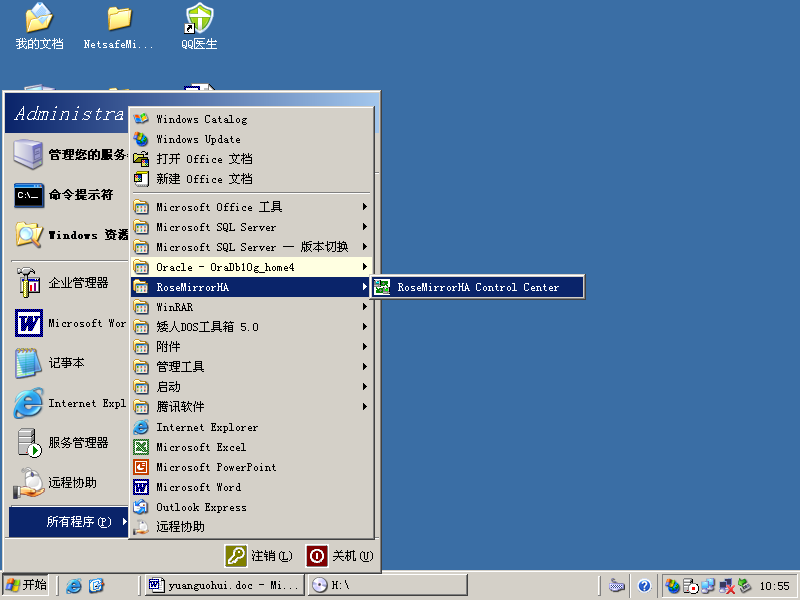 我的文档
NetsafeMi...
QQ医生
Administra
管理您的服务
命令提示符
Windows 资源
企业管理器
Microsoft Wor
记事本
Internet Expl
服务管理器
远程协助
所有程序(P)
Windows Catalog
Windows Update
打开 Office 文档
新建 Office 文档
Microsoft Office 工具
Microsoft SQL Server
Microsoft SQL Server — 版本切换
Oracle - OraDb10g_home4
RoseMirrorHA
WinRAR
矮人DOS工具箱 5.0
附件
管理工具
启动
腾讯软件
Internet Explorer
Microsoft Excel
Microsoft PowerPoint
Microsoft Word
Outlook Express
远程协助
RoseMirrorHA Control Center
注销(L)
关机(U)
开始
yuanguohui.doc - Mi...
H:\
10:55